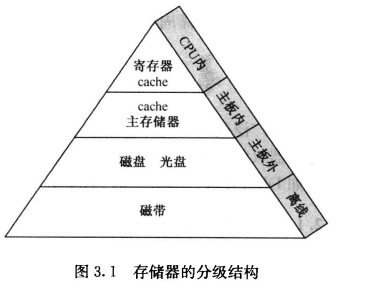 寄存器
cache
CPU内
cache
主存储器
主板内
磁盘 光盘
主板外
磁带
离线
图 3.1 存储器的分级结构